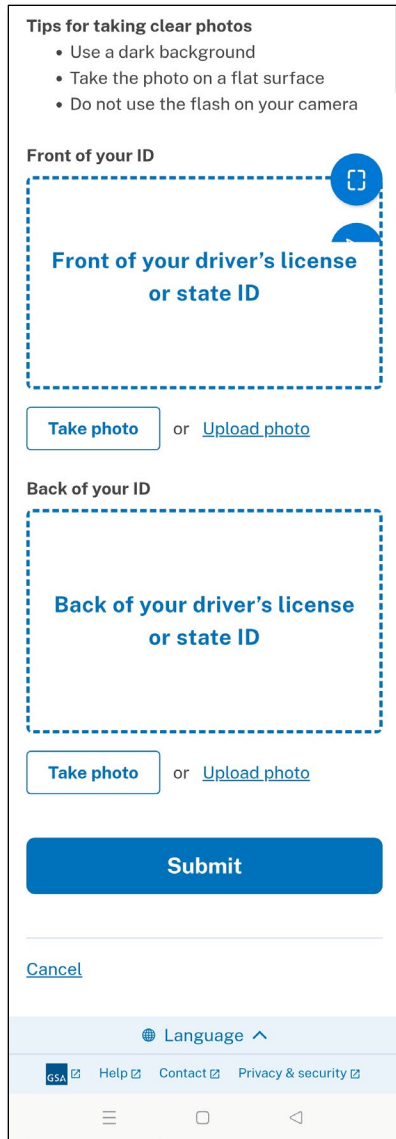 Tips for taking clear photos
• Use a dark background
• Take the photo on a flat surface
• Do not use the flash on your camera
Front of your ID
Front of your driver’s license
or state ID
Take photo or Upload photo
Back of your ID
Back of your driver’s license
or state ID
Take photo or Upload photo
Submit
Cancel
Language
GSA Help Contact Privacy & security